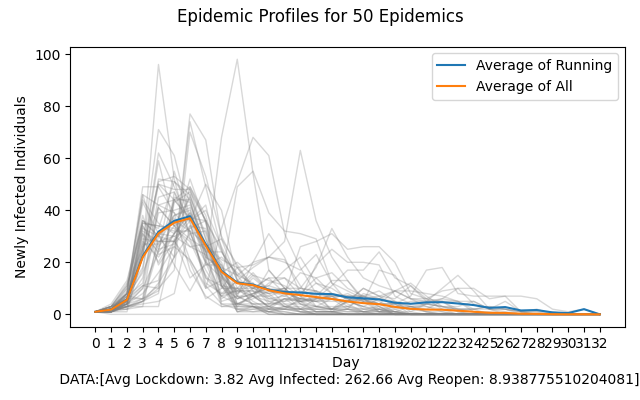 Epidemic Profiles for 50 Epidemics
100
80
60
40
20
0
Newly Infected Individuals
Average of Running
Average of All
0 1 2 3 4 5 6 7 8 9 1011121314151617181920212223242526272829303132
Day
DATA:[Avg Lockdown: 3.82 Avg Infected: 262.66 Avg Reopen: 8.938775510204081]